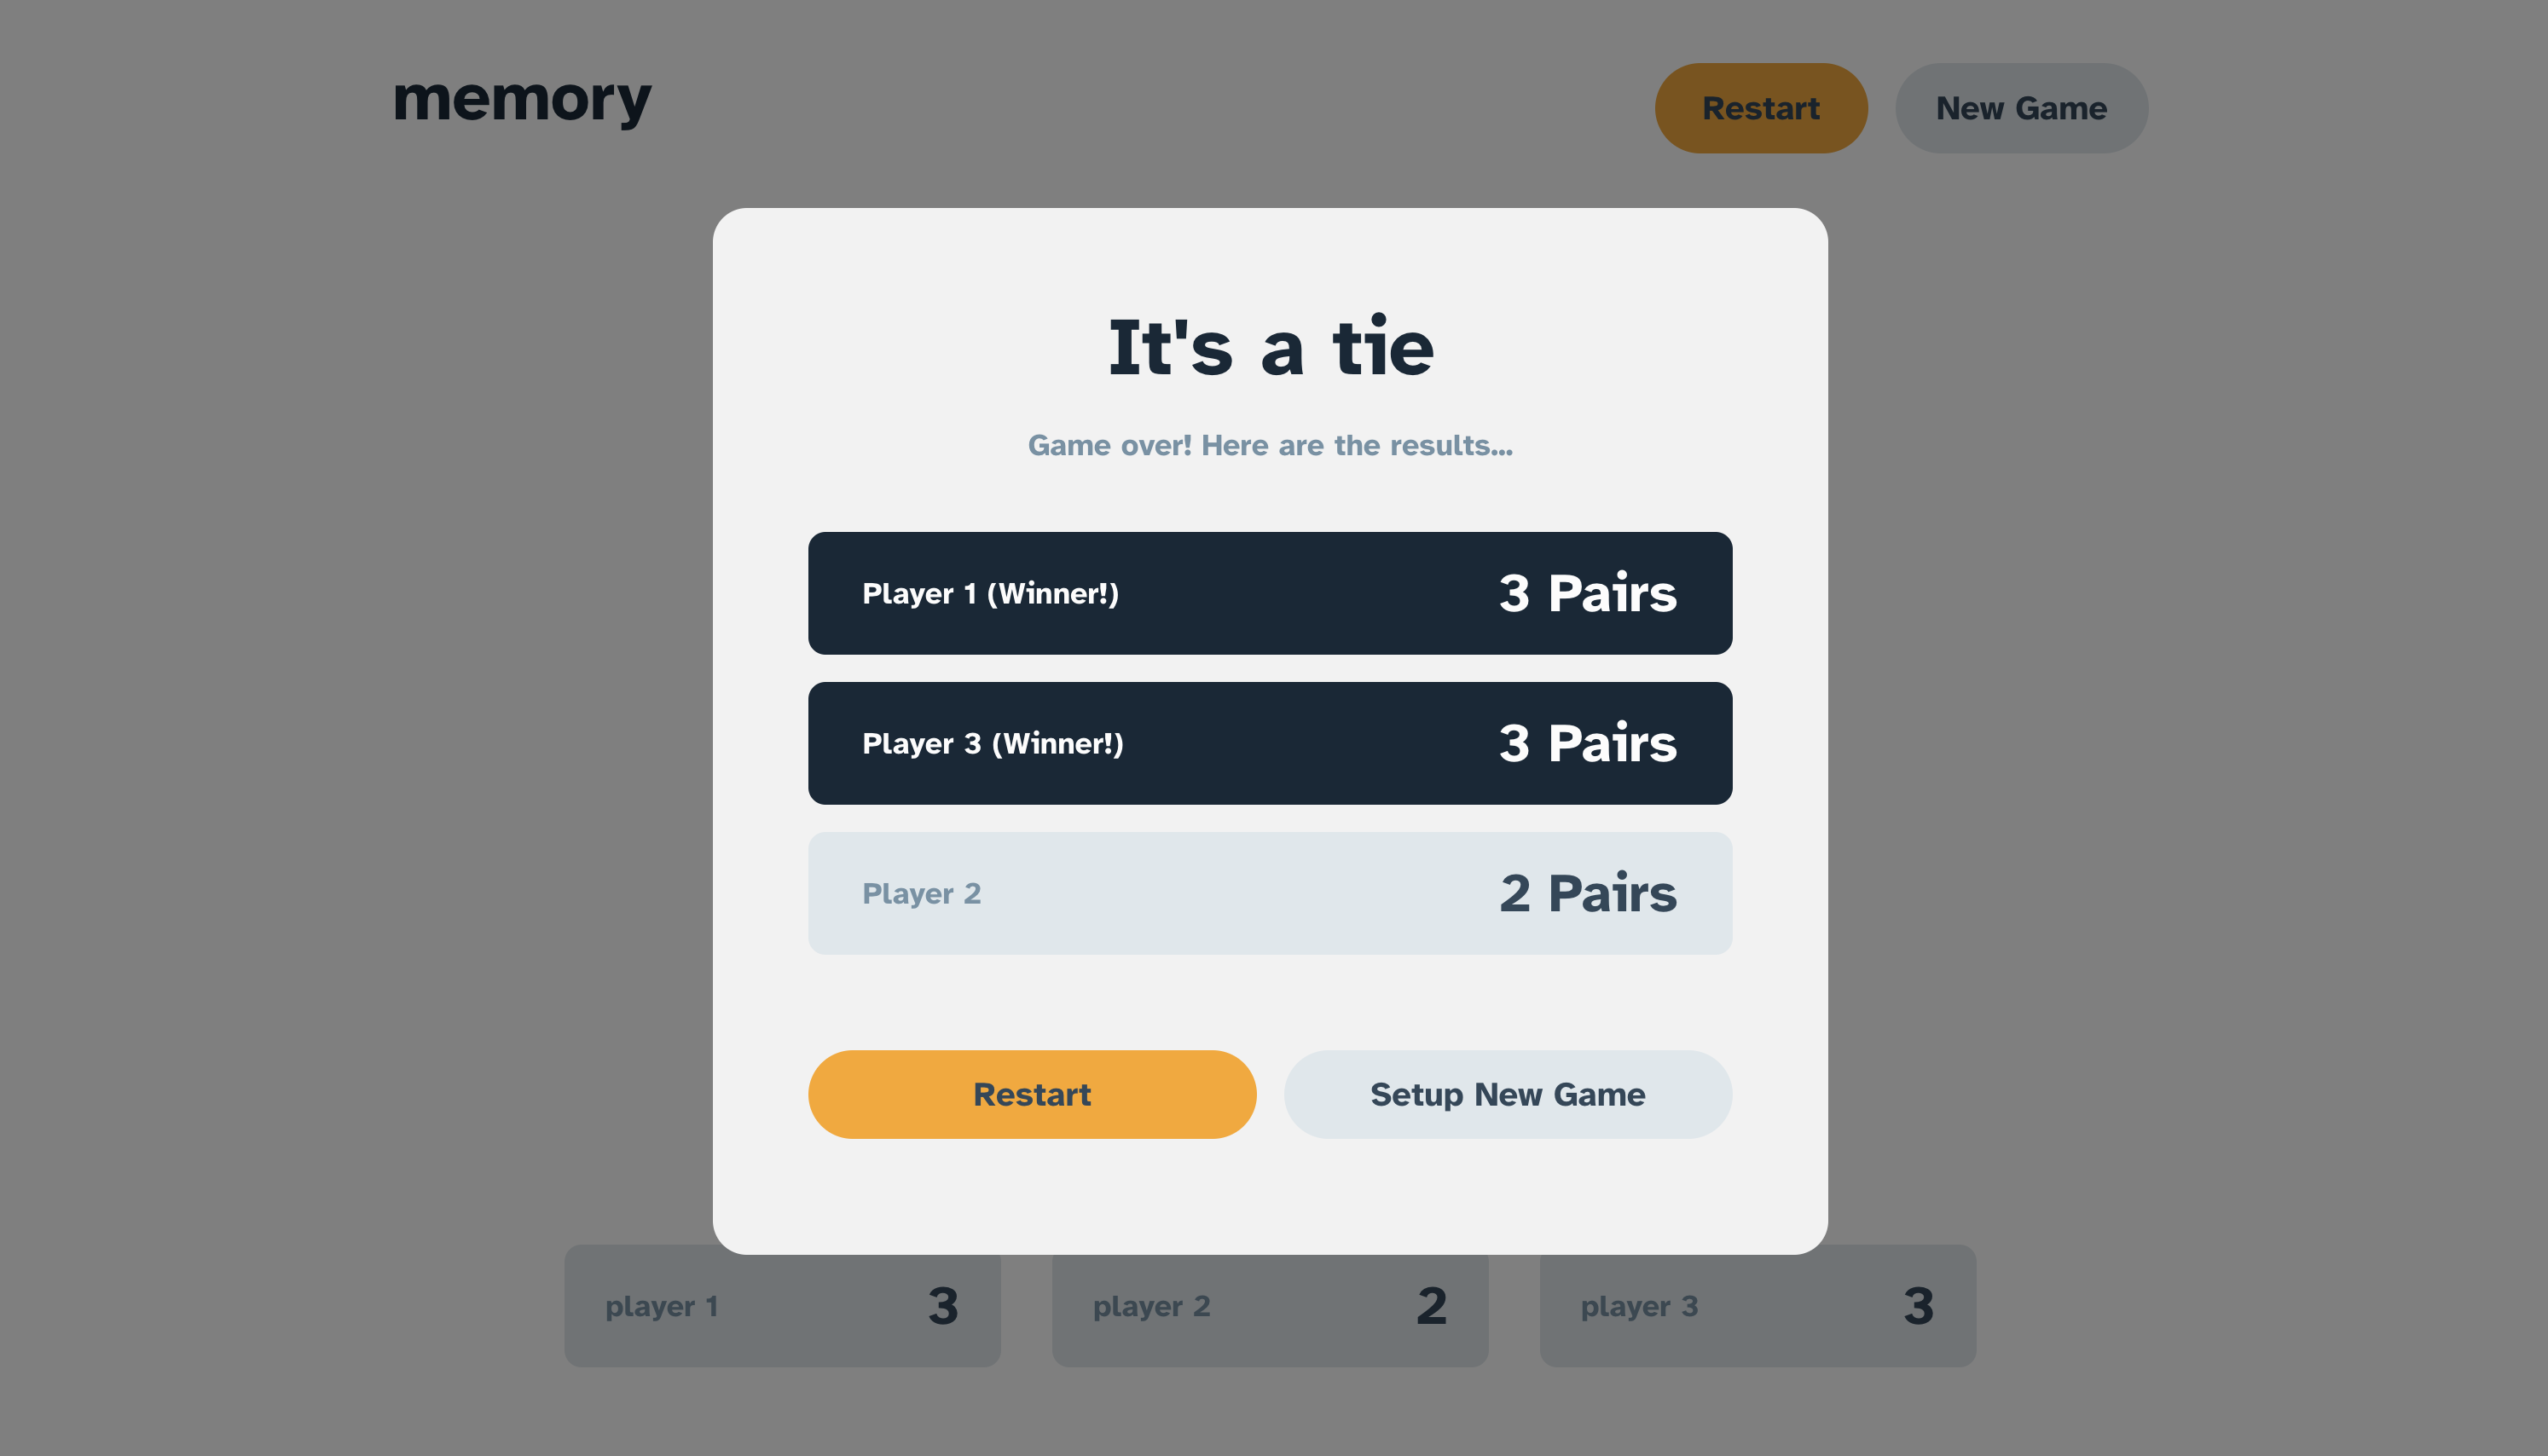 memory
Restart
New Game
It's a tie
Game over! Here are the results...
Player 1 (Winner!)
3 Pairs
Player 3 (Winner!)
3 Pairs
Player 2
2 Pairs
Restart
Setup New Game
player 1
3
player 2
2
player 3
3